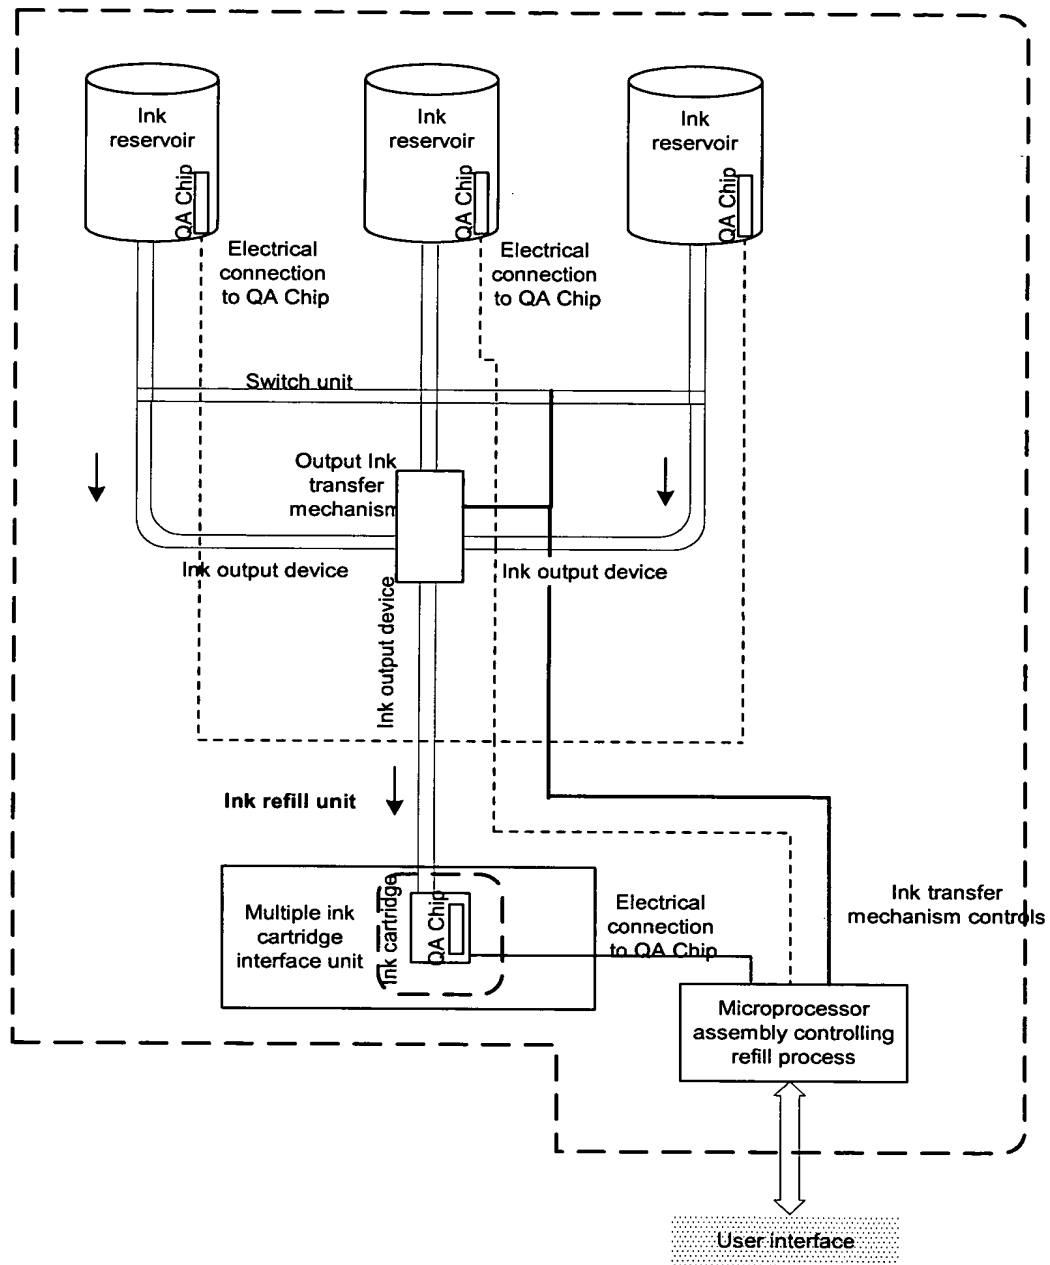 Ink
reservoir
QA Chip
Ink
reservoir
QA Chip
Ink
reservoir
QA Chip
Electrical
connection
to QA Chip
Electrical
connection
to QA Chip
Switch unit
Output Ink
transfer
mechanism
Ink output device
Ink output device
Ink output device
Ink refill unit
Multiple ink
cartridge
interface unit
Ink cartridge
QA Chip
Electrical
connection
to QA Chip
Ink transfer
mechanism controls
Microprocessor
assembly controlling
refill process
User interface